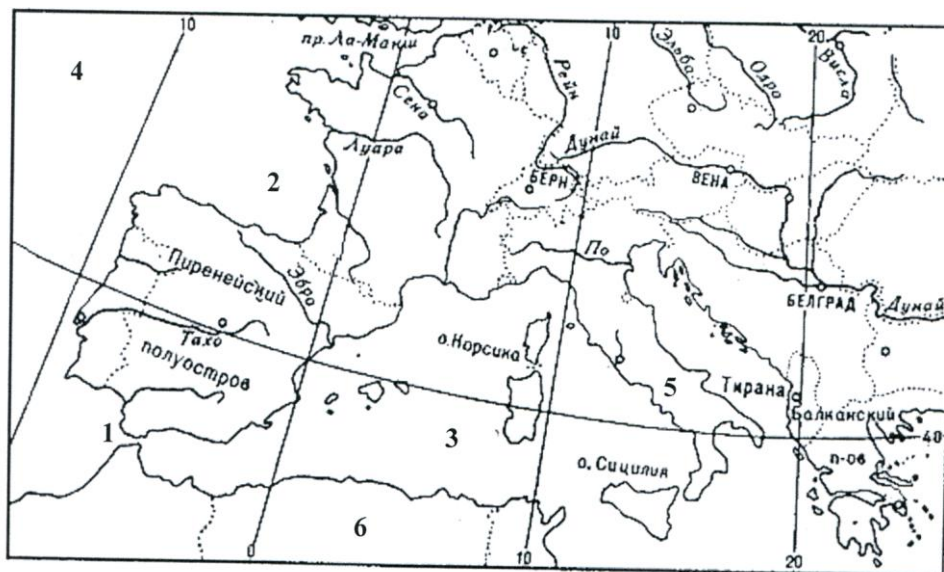 10
10
20
пр. Ла-Манш
4
Эльба
Одра
Висла
Рейн
Сена
Луара
Дунай
2
БЕРН
ВЕНА
По
Пиренейский
Эбро
БЕЛГРАД
Дунай
Тахо
о. Корсика
полуостров
5
Тирана
Балканский
1
3
40
п-ов
о. Сицилия
6
0
10
20